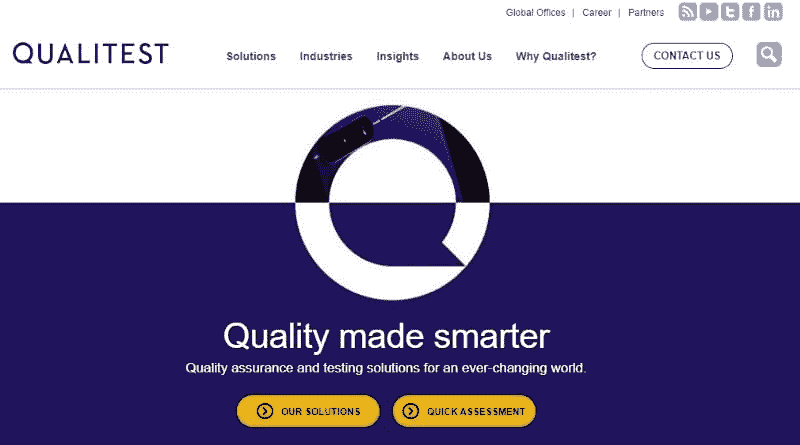 Global Offices | Career | Partners
QUALITEST
Solutions Industries Insights About Us Why Qualitest? CONTACT US
Quality made smarter
Quality assurance and testing solutions for an ever-changing world.
OUR SOLUTIONS QUICK ASSESSMENT